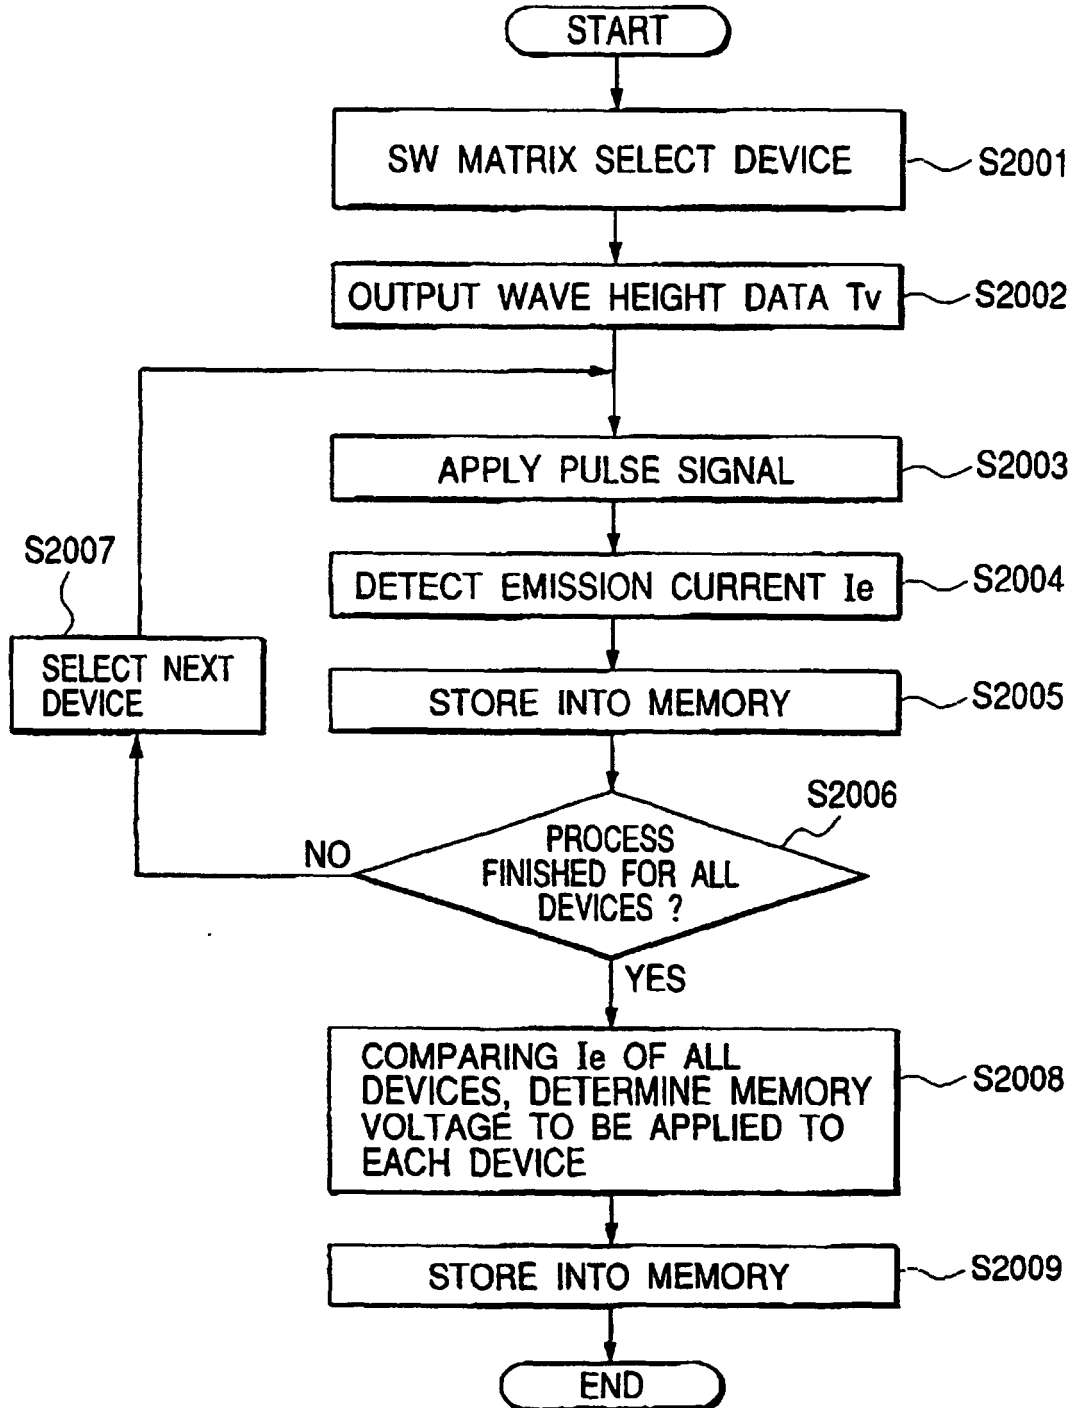 START
SW MATRIX SELECT DEVICE
S2001
OUTPUT WAVE HEIGHT DATA Tv
S2002
APPLY PULSE SIGNAL
S2003
S2007
DETECT EMISSION CURRENT Ie
S2004
SELECT NEXT
DEVICE
STORE INTO MEMORY
S2005
S2006
PROCESS
FINISHED FOR ALL
DEVICES ?
NO
YES
COMPARING Ie OF ALL
DEVICES, DETERMINE MEMORY
VOLTAGE TO BE APPLIED TO
EACH DEVICE
S2008
STORE INTO MEMORY
S2009
END